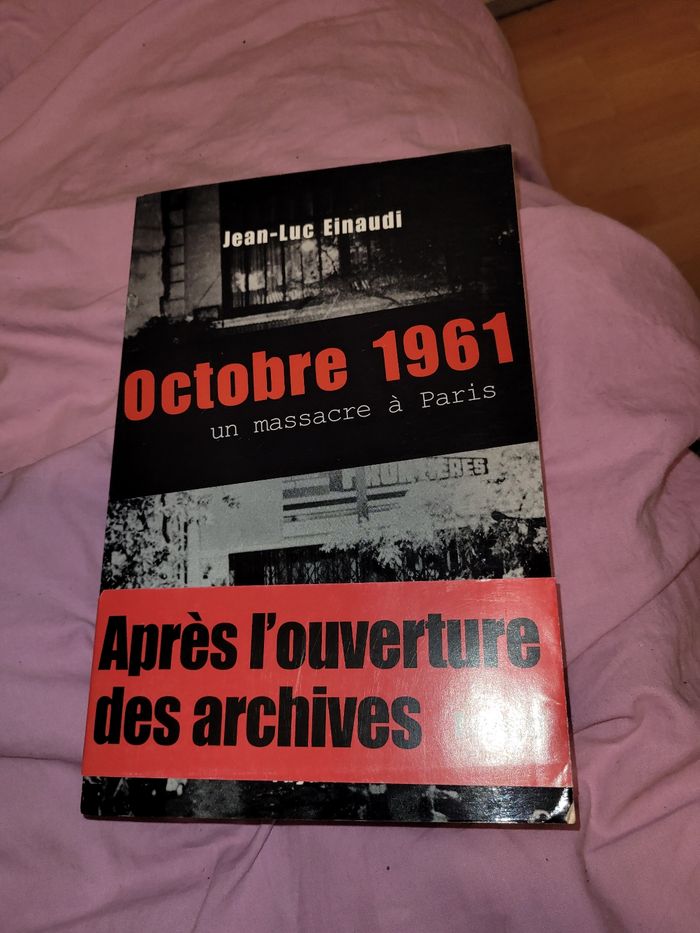 Jean-Luc Einaudi
Octobre 1961
un massacre à Paris
Après l'ouverture
des archives